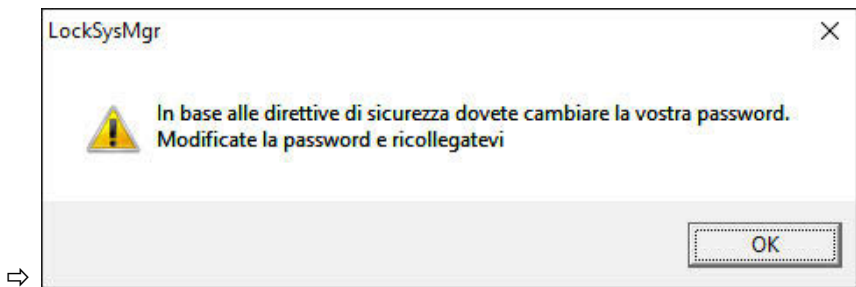 LockSysMgr
In base alle direttive di sicurezza dovete cambiare la vostra password.
Modificate la password e ricollegatevi
OK